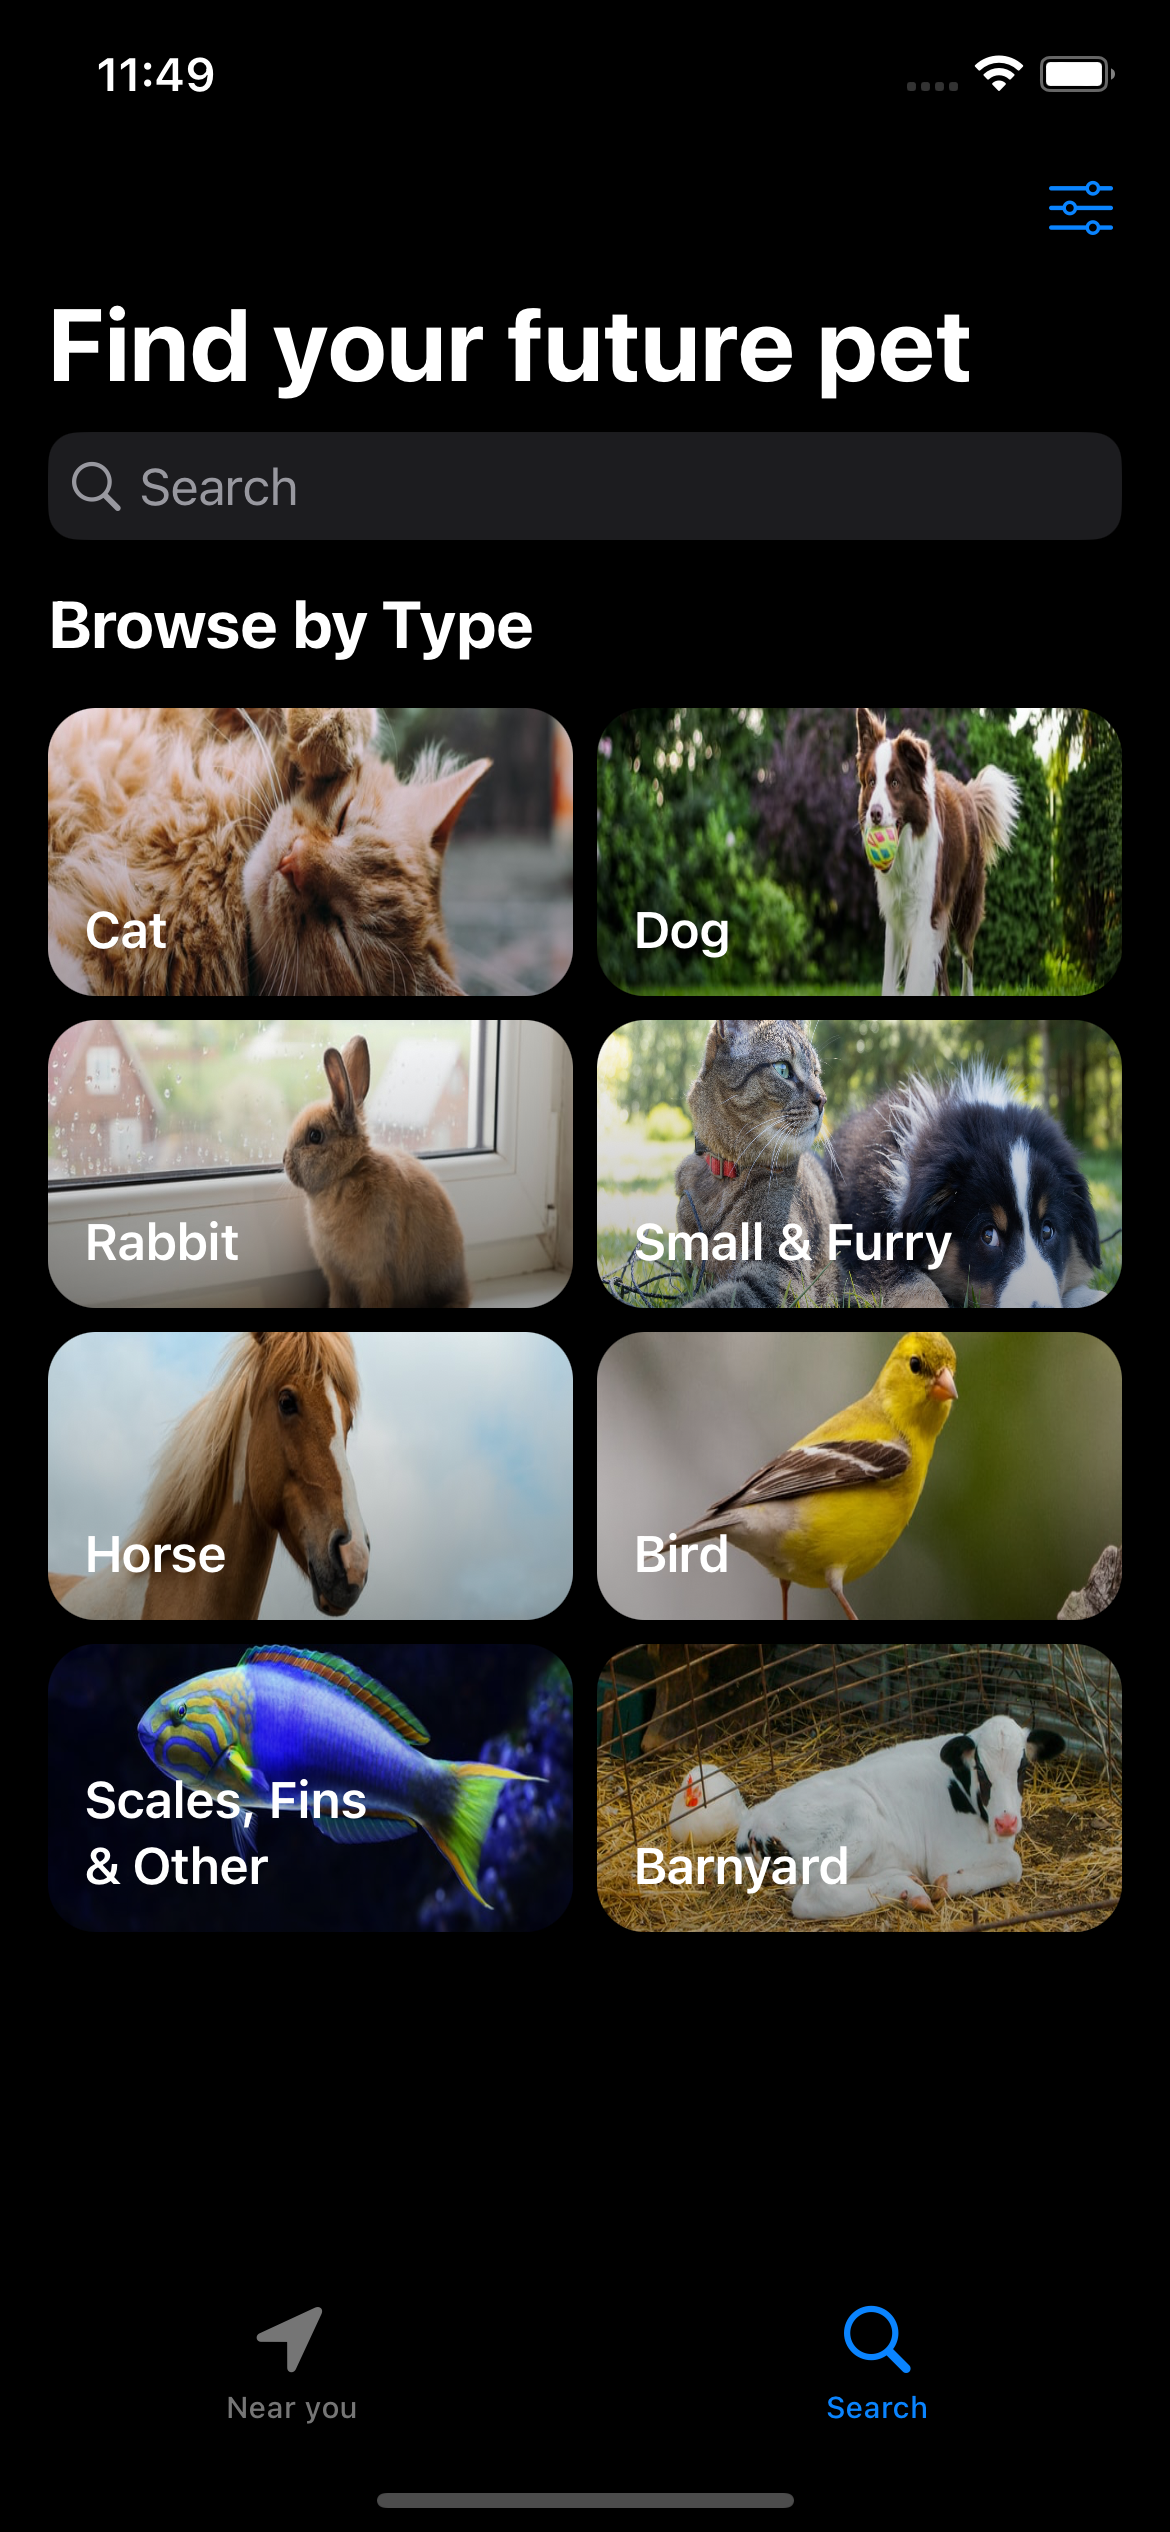 11:49
Find your future pet
Search
Browse by Type
Cat
Dog
Rabbit
Small & Furry
Horse
Bird
Scales, Fins
& Other
Barnyard
Near you
Search